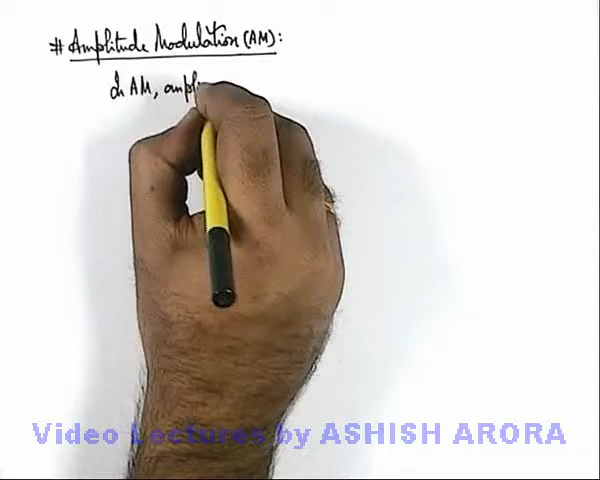 # Amplitude Modulation (AM):
In AM, ampl
Video Lectures by ASHISH ARORA